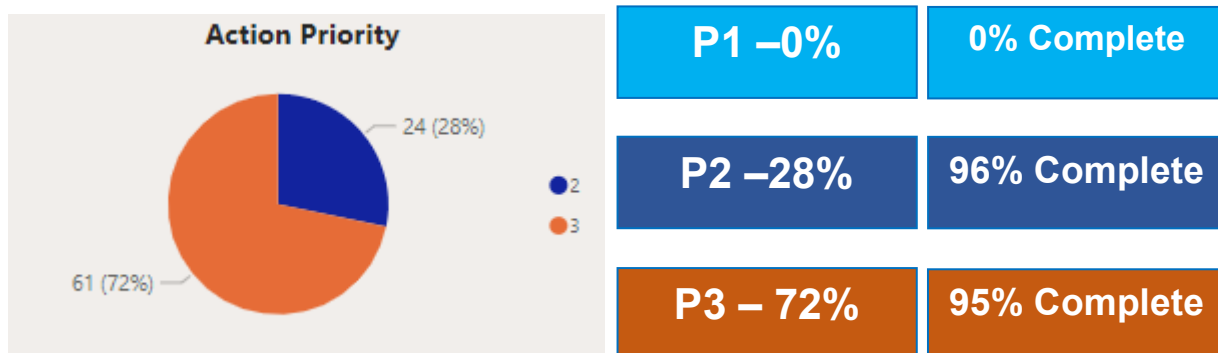 Action Priority
24 (28%)
2
3
61 (72%)
P1 –0%
0% Complete
P2 –28%
96% Complete
P3 – 72%
95% Complete